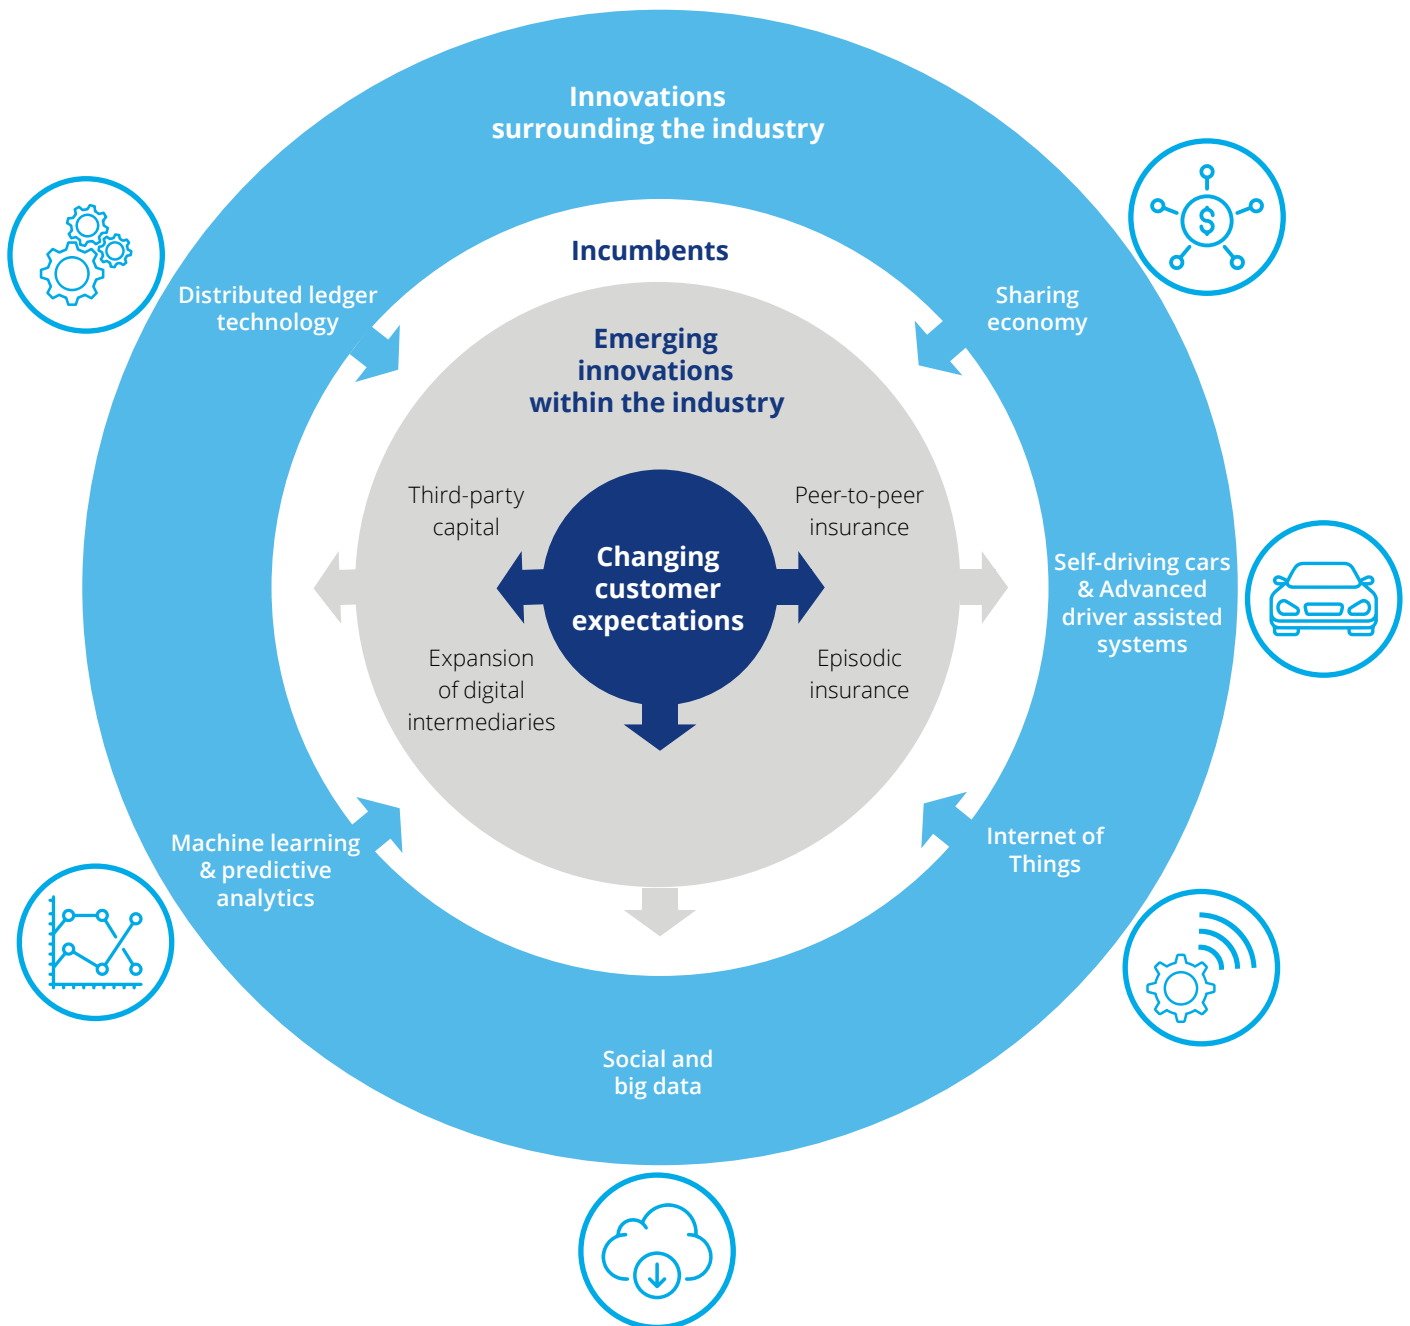 Innovations
surrounding the industry
Incumbents
Distributed ledger
technology
Sharing
economy
Emerging
innovations
within the industry
Third-party
capital
Peer-to-peer
insurance
Changing
customer
expectations
Self-driving cars
& Advanced
driver assisted
systems
Expansion
of digital
intermediaries
Episodic
insurance
Machine learning
& predictive
analytics
Internet of
Things
Social and
big data
$